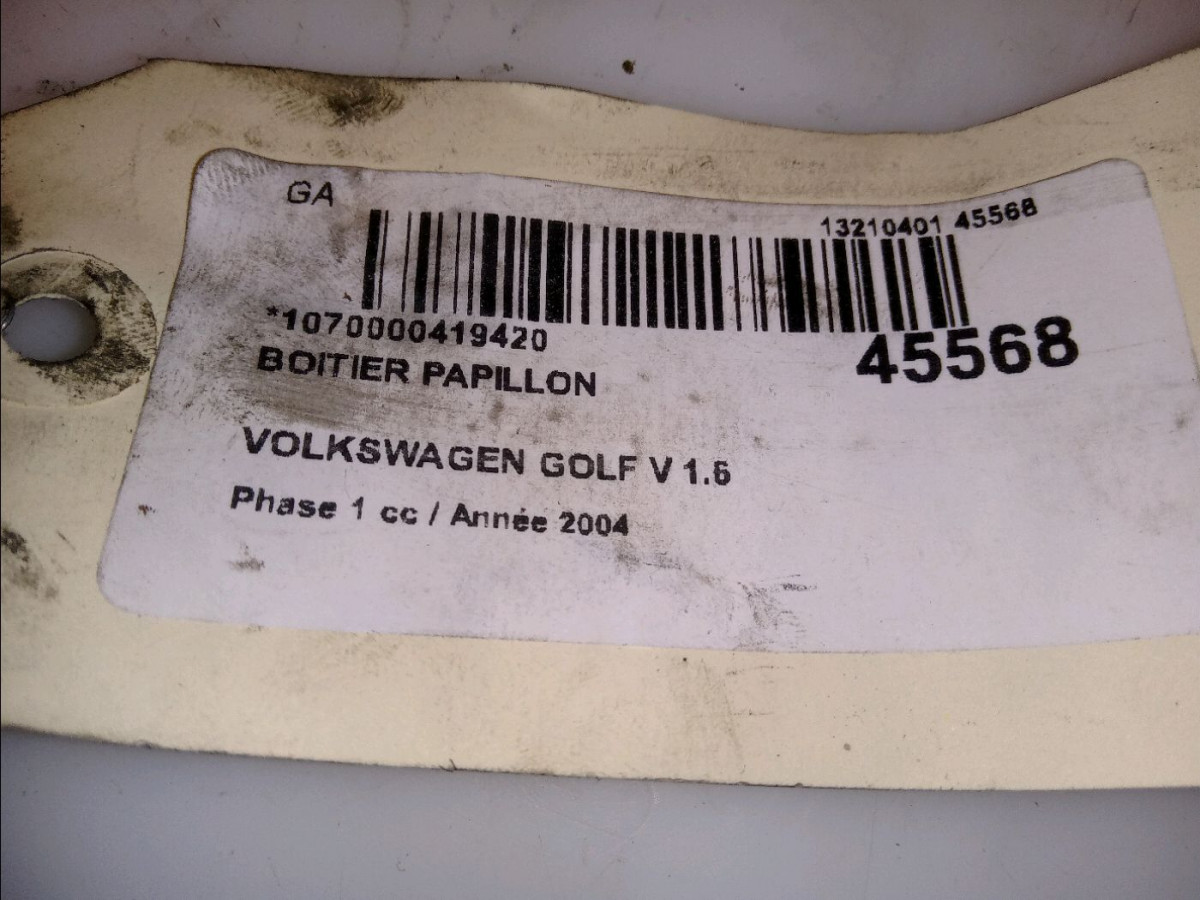 GA
13210401 45568
*1070000419420
45568
BOITIER PAPILLON
VOLKSWAGEN GOLF V 1.6
Phase 1 cc / Année 2004